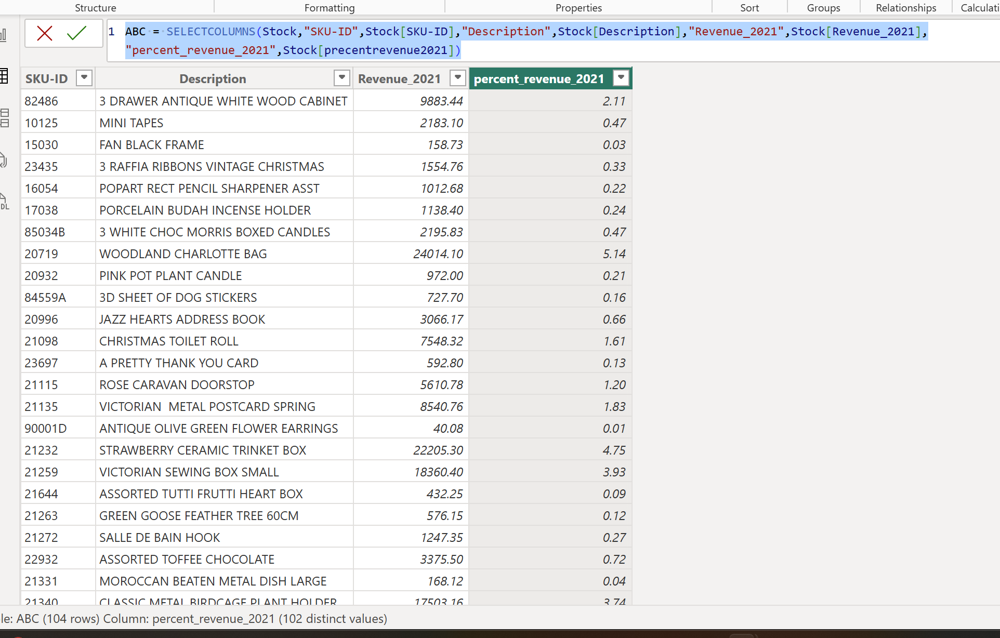 Structure Formatting Properties Sort Groups Relationships Calculati
1 ABC = SELECTCOLUMNS(Stock,"SKU-ID",Stock[SKU-ID],"Description",Stock[Description],"Revenue_2021",Stock[Revenue_2021],
"percent_revenue_2021",Stock[precentrevenue2021])
SKU-ID Description Revenue_2021 percent_revenue_2021
82486 3 DRAWER ANTIQUE WHITE WOOD CABINET 9883.44 2.11
10125 MINI TAPES 2183.10 0.47
15030 FAN BLACK FRAME 158.73 0.03
23435 3 RAFFIA RIBBONS VINTAGE CHRISTMAS 1554.76 0.33
16054 POPART RECT PENCIL SHARPENER ASST 1012.68 0.22
17038 PORCELAIN BUDAH INCENSE HOLDER 1138.40 0.24
85034B 3 WHITE CHOC MORRIS BOXED CANDLES 2195.83 0.47
20719 WOODLAND CHARLOTTE BAG 24014.10 5.14
20932 PINK POT PLANT CANDLE 972.00 0.21
84559A 3D SHEET OF DOG STICKERS 727.70 0.16
20996 JAZZ HEARTS ADDRESS BOOK 3066.17 0.66
21098 CHRISTMAS TOILET ROLL 7548.32 1.61
23697 A PRETTY THANK YOU CARD 592.80 0.13
21115 ROSE CARAVAN DOORSTOP 5610.78 1.20
21135 VICTORIAN  METAL POSTCARD SPRING 8540.76 1.83
90001D ANTIQUE OLIVE GREEN FLOWER EARRINGS 40.08 0.01
21232 STRAWBERRY CERAMIC TRINKET BOX 22205.30 4.75
21259 VICTORIAN SEWING BOX SMALL 18360.40 3.93
21644 ASSORTED TUTTI FRUTTI HEART BOX 432.25 0.09
21263 GREEN GOOSE FEATHER TREE 60CM 576.15 0.12
21272 SALLE DE BAIN HOOK 1247.35 0.27
22932 ASSORTED TOFFEE CHOCOLATE 3375.50 0.72
21331 MOROCCAN BEATEN METAL DISH LARGE 168.12 0.04
21340 CLASSIC METAL BIRDCAGE PLANT HOLDER 17503.16 3.74
le: ABC (104 rows) Column: percent_revenue_2021 (102 distinct values)
DL